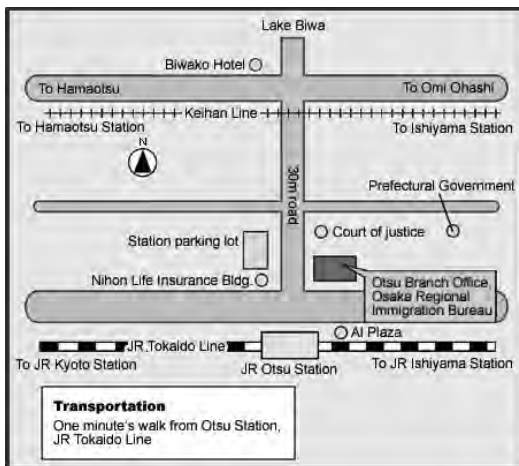 Lake Biwa
Biwako Hotel
To Hamaotsu
To Omi Ohashi
Keihan Line
To Hamaotsu Station
To Ishiyama Station
N
30m road
Prefectural Government
Station parking lot
Court of justice
Nihon Life Insurance Bldg.
Otsu Branch Office,
Osaka Regional
Immigration Bureau
Al Plaza
JR Tokaido Line
To JR Kyoto Station
JR Otsu Station
To JR Ishiyama Station
Transportation
One minute's walk from Otsu Station,
JR Tokaido Line